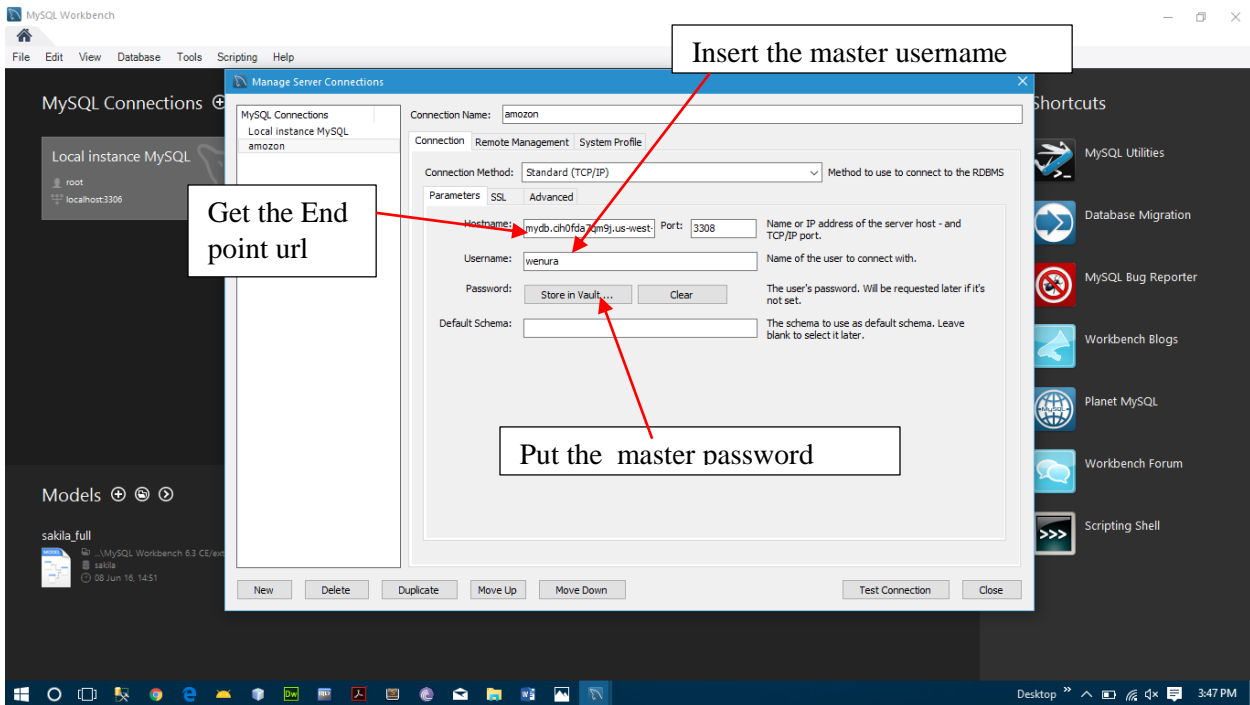 MySQL Workbench
File Edit View Database Tools Scripting Help
Insert the master username
MySQL Connections
Local instance MySQL
root
localhost:3306
Get the End
point url
Manage Server Connections
MySQL Connections
Local instance MySQL
amozon
Connection Name: amozon
Connection Remote Management System Profile
Connection Method: Standard (TCP/IP) Method to use to connect to the RDBMS
Parameters SSL Advanced
Hostname: mydb.cih0fda7qm9j.us-west- Port: 3308 Name or IP address of the server host - and
TCP/IP port.
Username: wenura Name of the user to connect with.
Password: Store in Vault ... Clear The user's password. Will be requested later if it's
not set.
Default Schema: The schema to use as default schema. Leave
blank to select it later.
Put the master password
New Delete Duplicate Move Up Move Down Test Connection Close
Shortcuts
MySQL Utilities
Database Migration
MySQL Bug Reporter
Workbench Blogs
Planet MySQL
Workbench Forum
Scripting Shell
Models
sakila_full
..\MySQL Workbench 6.3 CE/ext
sakila
08 Jun 16, 14:51
Desktop 3:47 PM